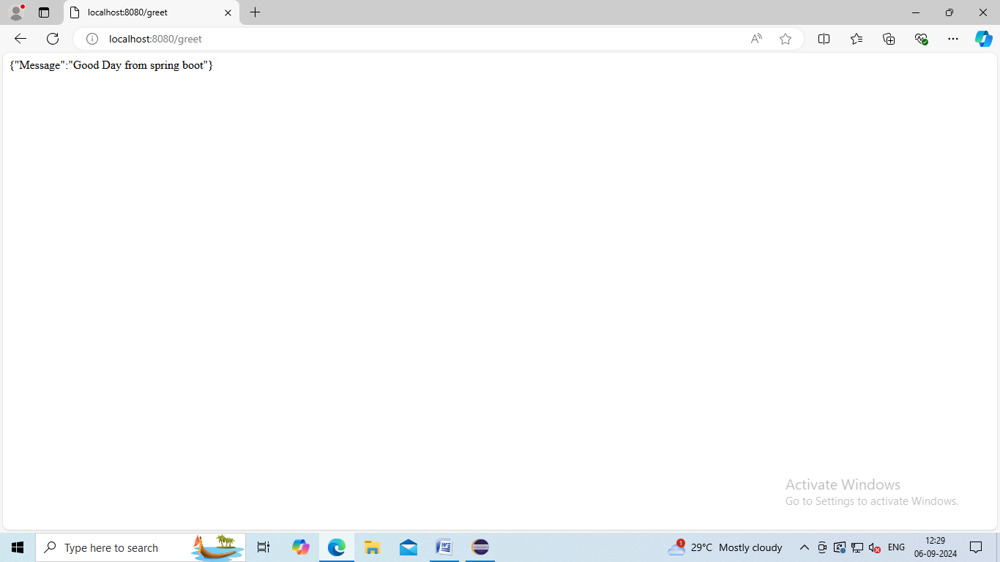 localhost:8080/greet
localhost:8080/greet
{"Message":"Good Day from spring boot"}
Activate Windows
Go to Settings to activate Windows.
Type here to search
1
29°C Mostly cloudy
ENG
12:29
06-09-2024